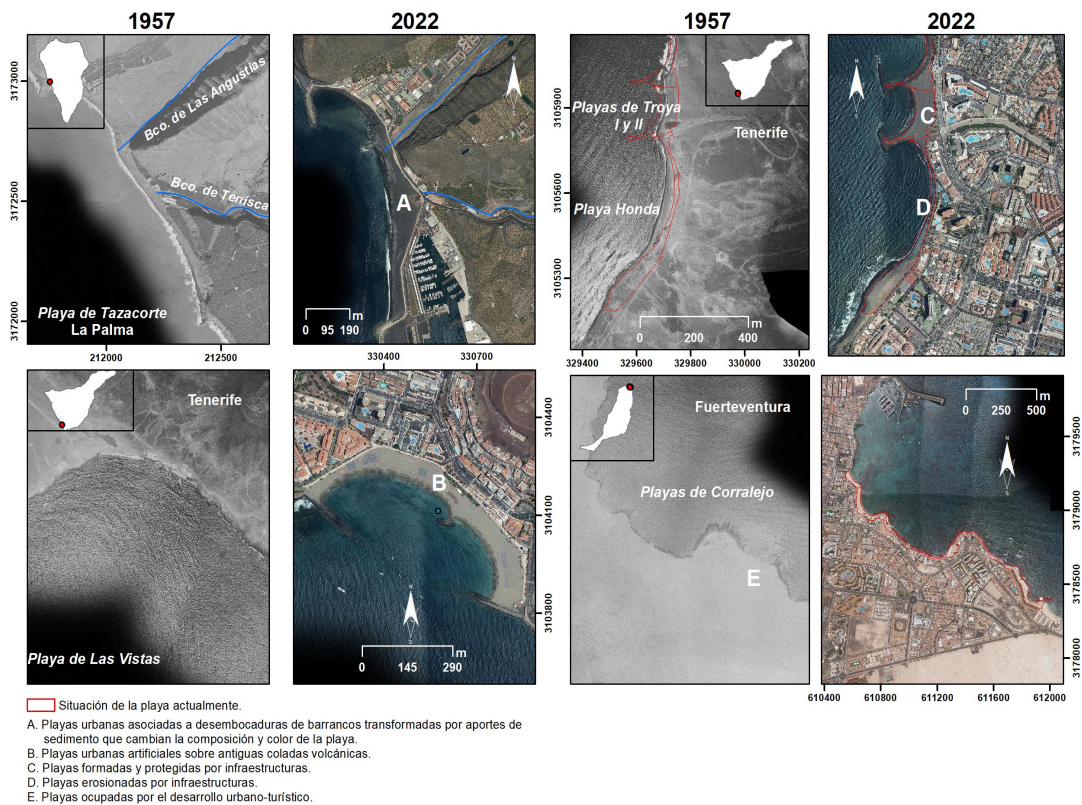 1957
2022
1957
2022
3173000
3172500
3172000
Bco. de Las Angustias
Bco. de Tenisca
Playa de Tazacorte
La Palma
212000
212500
N
S
A
0 95 190 m
330400
330700
3105900
3105600
3105300
Playas de Troya
I y II
Tenerife
Playa Honda
0 200 400 m
329400
329600
329800
330000
330200
N
S
C
D
Tenerife
Playa de Las Vistas
B
N
S
0 145 290 m
3104400
3104100
3103800
Fuerteventura
Playas de Corralejo
E
0 250 500 m
N
S
3179500
3179000
3178500
3178000
610400
610800
611200
611600
612000
Situación de la playa actualmente.
A. Playas urbanas asociadas a desembocaduras de barrancos transformadas por aportes de
sedimento que cambian la composición y color de la playa.
B. Playas urbanas artificiales sobre antiguas coladas volcánicas.
C. Playas formadas y protegidas por infraestructuras.
D. Playas erosionadas por infraestructuras.
E. Playas ocupadas por el desarrollo urbano-turístico.